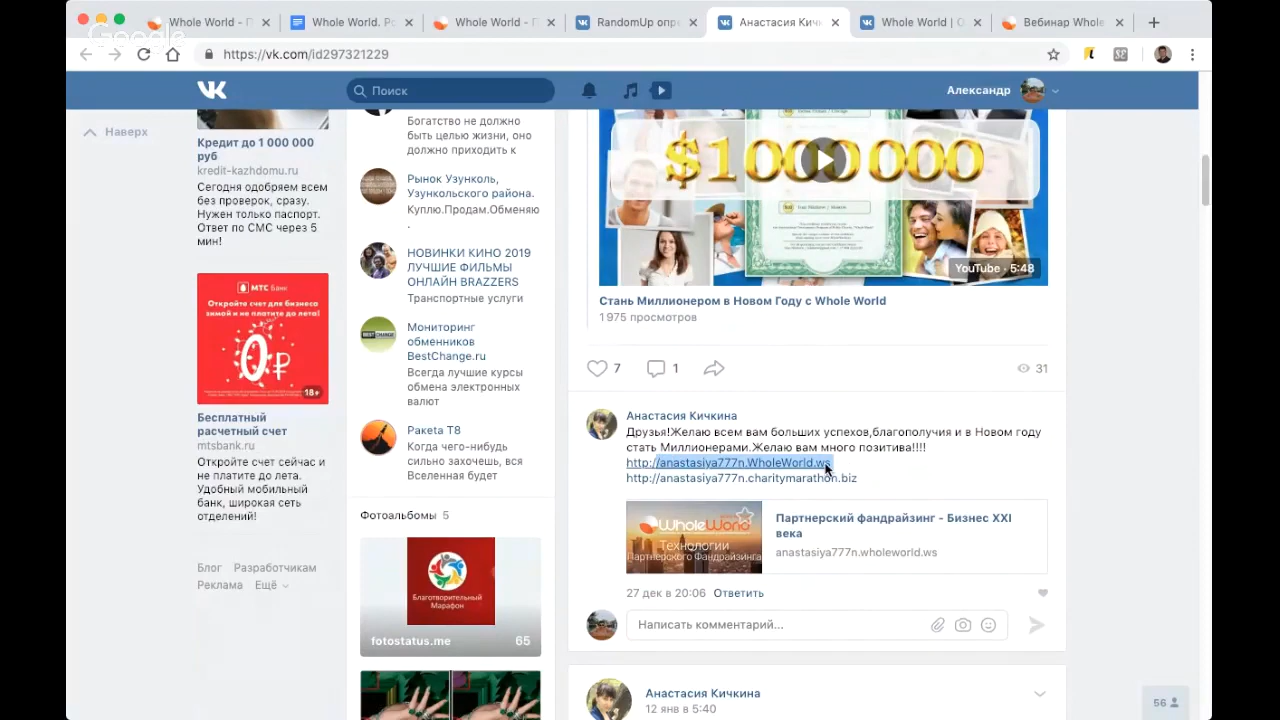 Whole World - П
Whole World. Р
Whole World - П
RandomUp опр
Анастасия Кич
Whole World | О
Вебинар Whole
Google
https://vk.com/id297321229
Поиск
Александр
Наверх
Кредит до 1 000 000
руб
kredit-kazhdomu.ru
Сегодня одобряем всем
без проверок, сразу.
Нужен только паспорт.
Ответ по СМС через 5
мин!
МТС Банк
Откройте счет для бизнеса
зимой и не платите до лета!
0₽
18+
Бесплатный
расчетный счет
mtsbank.ru
Откройте счет сейчас и
не платите до лета.
Удобный мобильный
банк, широкая сеть
отделений!
Блог Разработчикам
Реклама Ещё
Богатство не должно
быть целью жизни, оно
должно приходить к
Рынок Узунколь,
Узункольского района.
Куплю.Продам.Обменяю
.
НОВИНКИ КИНО 2019
ЛУЧШИЕ ФИЛЬМЫ
ОНЛАЙН BRAZZERS
Транспортные услуги
BESTCHANGE
Мониторинг
обменников
BestChange.ru
Всегда лучшие курсы
обмена электронных
валют
Ракета Т8
Когда чего-нибудь
сильно захочешь, вся
Вселенная будет
Фотоальбомы 5
Благотворительный
Марафон
fotostatus.me 65
$1000 000
YouTube · 5:48
Стань Миллионером в Новом Году с Whole World
1 975 просмотров
7 1 31
Анастасия Кичкина
Друзья!Желаю всем вам больших успехов,благополучия и в Новом году
стать Миллионерами.Желаю вам много позитива!!!!
http://anastasiya777n.WholeWorld.ws
http://anastasiya777n.charitymarathon.biz
WholeWorld
Технологии
Партнерского Фандрайзинга
Партнерский фандрайзинг - Бизнес XXI
века
anastasiya777n.wholeworld.ws
27 дек в 20:06 Ответить
Написать комментарий...
Анастасия Кичкина
12 янв в 5:40
56